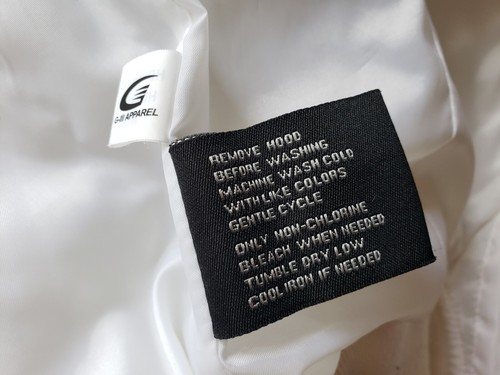 G-III APPAREL
REMOVE HOOD
BEFORE WASHING
MACHINE WASH COLD
WITH LIKE COLORS
GENTLE CYCLE
ONLY NON-CHLORINE
BLEACH WHEN NEEDED
TUMBLE DRY LOW
COOL IRON IF NEEDED